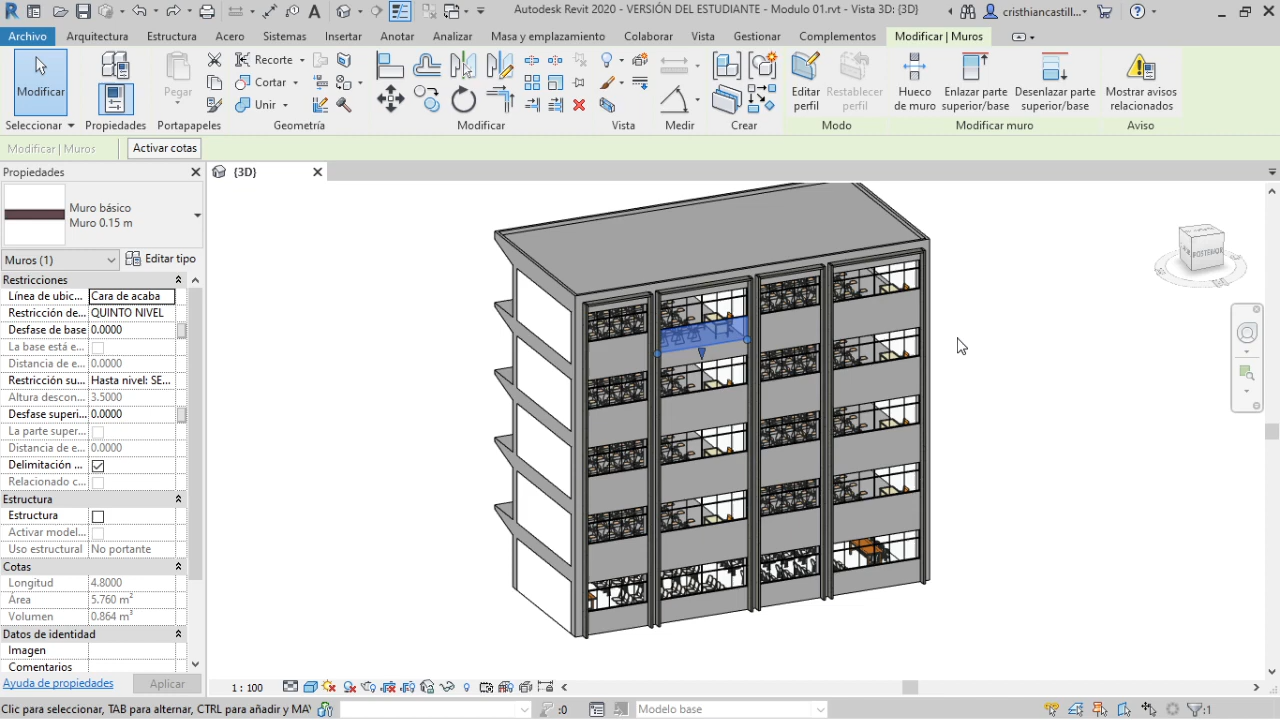 Autodesk Revit 2020 - VERSIÓN DEL ESTUDIANTE - Modulo 01.rvt - Vista 3D: {3D}
cristhiancastill...
Archivo Arquitectura Estructura Acero Sistemas Insertar Anotar Analizar Masa y emplazamiento Colaborar Vista Gestionar Complementos Modificar | Muros
Modificar Pegar Recorte Cortar Unir
Editar perfil
Restablecer perfil
Hueco de muro
Enlazar parte superior/base
Desenlazar parte superior/base
Mostrar avisos relacionados
Seleccionar Propiedades Portapapeles Geometría Modificar Vista Medir Crear Modo Modificar muro Aviso
Modificar | Muros Activar cotas
Propiedades
{3D}
Muro básico
Muro 0.15 m
Muros (1) Editar tipo
Restricciones
Línea de ubic... Cara de acaba
Restricción de... QUINTO NIVEL
Desfase de base 0.0000
La base está e...
Distancia de e... 0.0000
Restricción su... Hasta nivel: SE...
Altura descon... 3.5000
Desfase superi... 0.0000
La parte super...
Distancia de e... 0.0000
Delimitación ...
Relacionado c...
Estructura
Estructura
Activar model...
Uso estructural No portante
Cotas
Longitud 4.8000
Área 5.760 m²
Volumen 0.864 m³
Datos de identidad
Imagen
Comentarios
Ayuda de propiedades Aplicar
POSTERIOR
1 : 100
Clic para seleccionar, TAB para alternar, CTRL para añadir y MAY
:0
Modelo base
:1